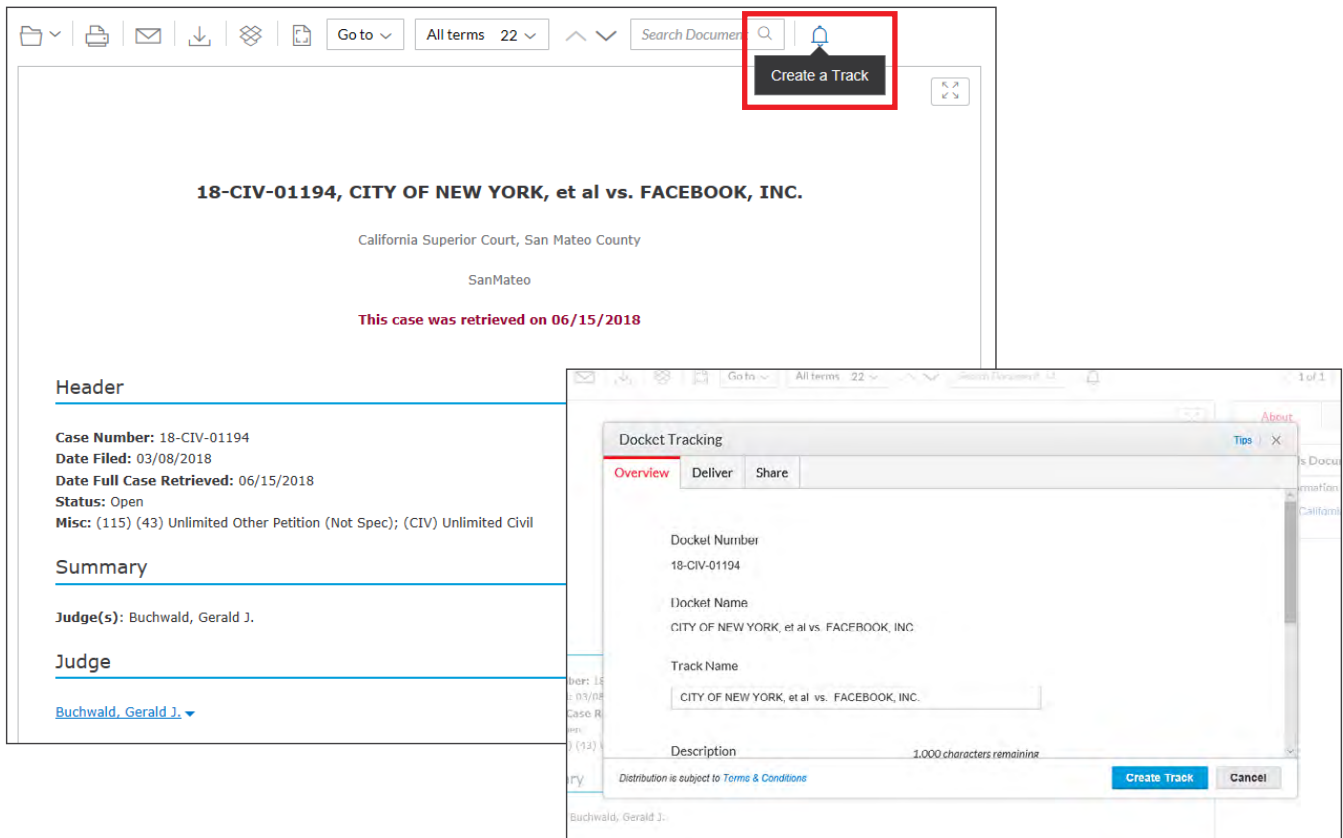 Go to
All terms 22
Search Document
Create a Track
18-CIV-01194, CITY OF NEW YORK, et al vs. FACEBOOK, INC.
California Superior Court, San Mateo County
SanMateo
This case was retrieved on 06/15/2018
Header
Case Number: 18-CIV-01194
Date Filed: 03/08/2018
Date Full Case Retrieved: 06/15/2018
Status: Open
Misc: (115) (43) Unlimited Other Petition (Not Spec); (CIV) Unlimited Civil
Summary
Judge(s): Buchwald, Gerald J.
Judge
Buchwald, Gerald J.
Go to All terms 22 Search Document 1 of 1
About
Docket Tracking Tips
Overview Deliver Share
Docket Number
18-CIV-01194
Docket Name
CITY OF NEW YORK, et al vs. FACEBOOK, INC
Track Name
CITY OF NEW YORK, et al vs. FACEBOOK, INC.
Description 1,000 characters remaining
Distribution is subject to Terms & Conditions
Create Track Cancel
Buchwald, Gerald J.